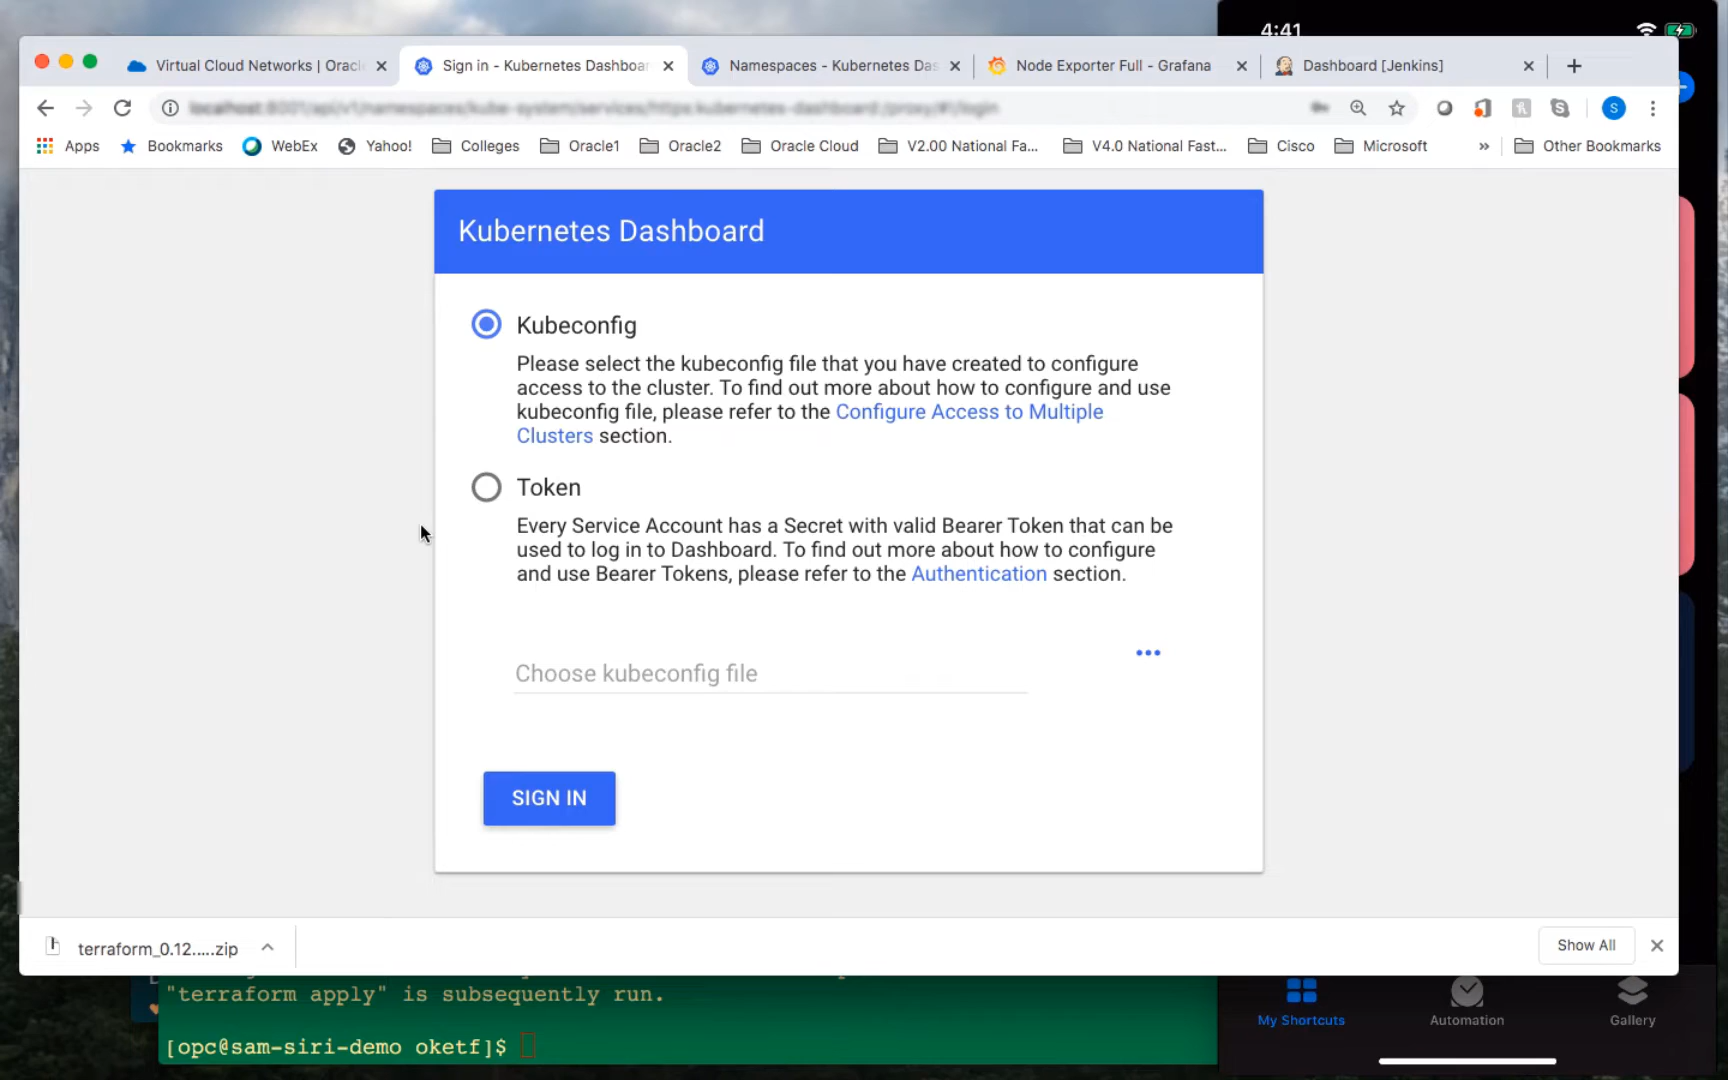 4:41
Virtual Cloud Networks | Oracl
Sign in - Kubernetes Dashboar
Namespaces - Kubernetes Das
Node Exporter Full - Grafana
Dashboard [Jenkins]
S
Apps
Bookmarks
WebEx
Yahoo!
Colleges
Oracle1
Oracle2
Oracle Cloud
V2.00 National Fa...
V4.0 National Fast...
Cisco
Microsoft
»
Other Bookmarks
Kubernetes Dashboard
Kubeconfig
Please select the kubeconfig file that you have created to configure
access to the cluster. To find out more about how to configure and use
kubeconfig file, please refer to the Configure Access to Multiple
Clusters section.
Token
Every Service Account has a Secret with valid Bearer Token that can be
used to log in to Dashboard. To find out more about how to configure
and use Bearer Tokens, please refer to the Authentication section.
Choose kubeconfig file
SIGN IN
terraform_0.12.....zip
Show All
"terraform apply" is subsequently run.
[opc@sam-siri-demo oketf]$
My Shortcuts
Automation
Gallery